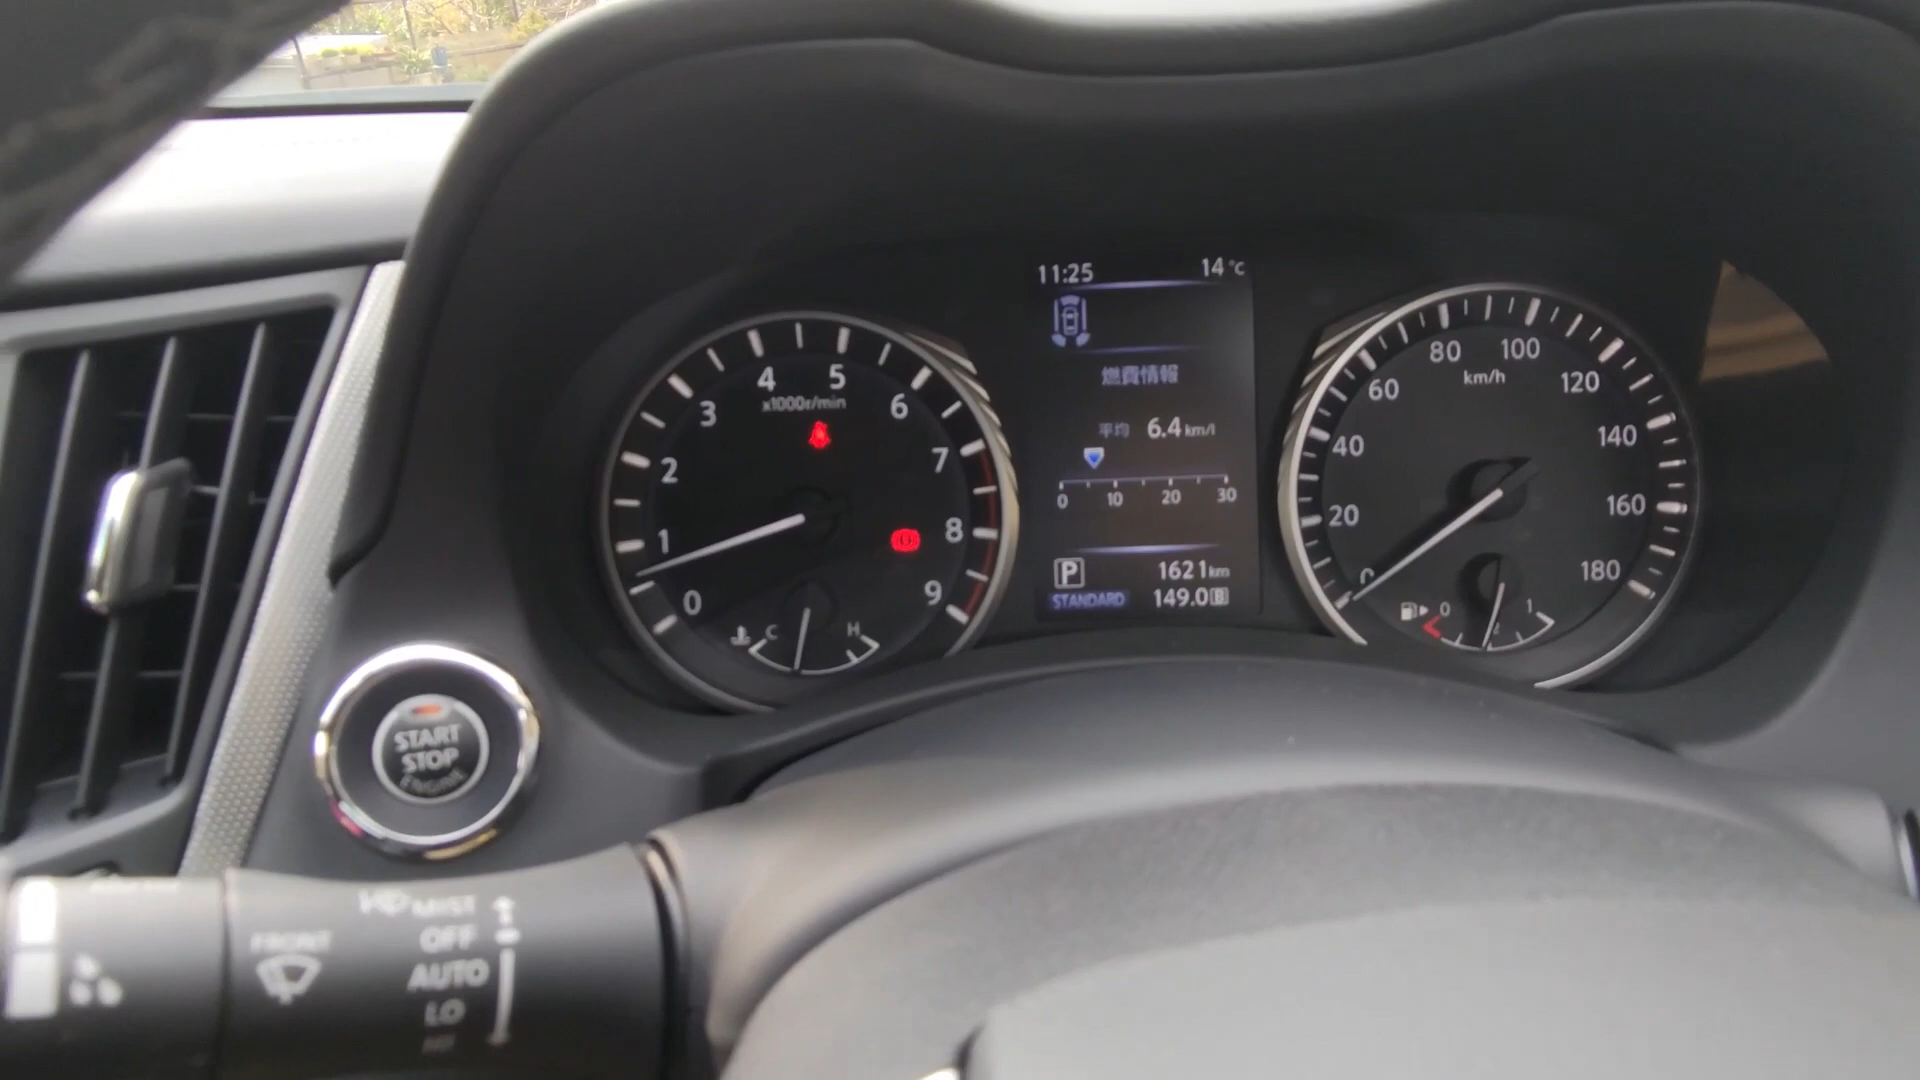 11:25 14°C
燃費情報
平均 6.4 km/l
0 10 20 30
P 1621km
STANDARD 149.0 B
0 1 2 3 4 5 6 7 8 9
x1000r/min
C H
0 20 40 60 80 100 120 140 160 180
km/h
0 1
START
STOP
ENGINE
MIST
FRONT OFF
AUTO
LO